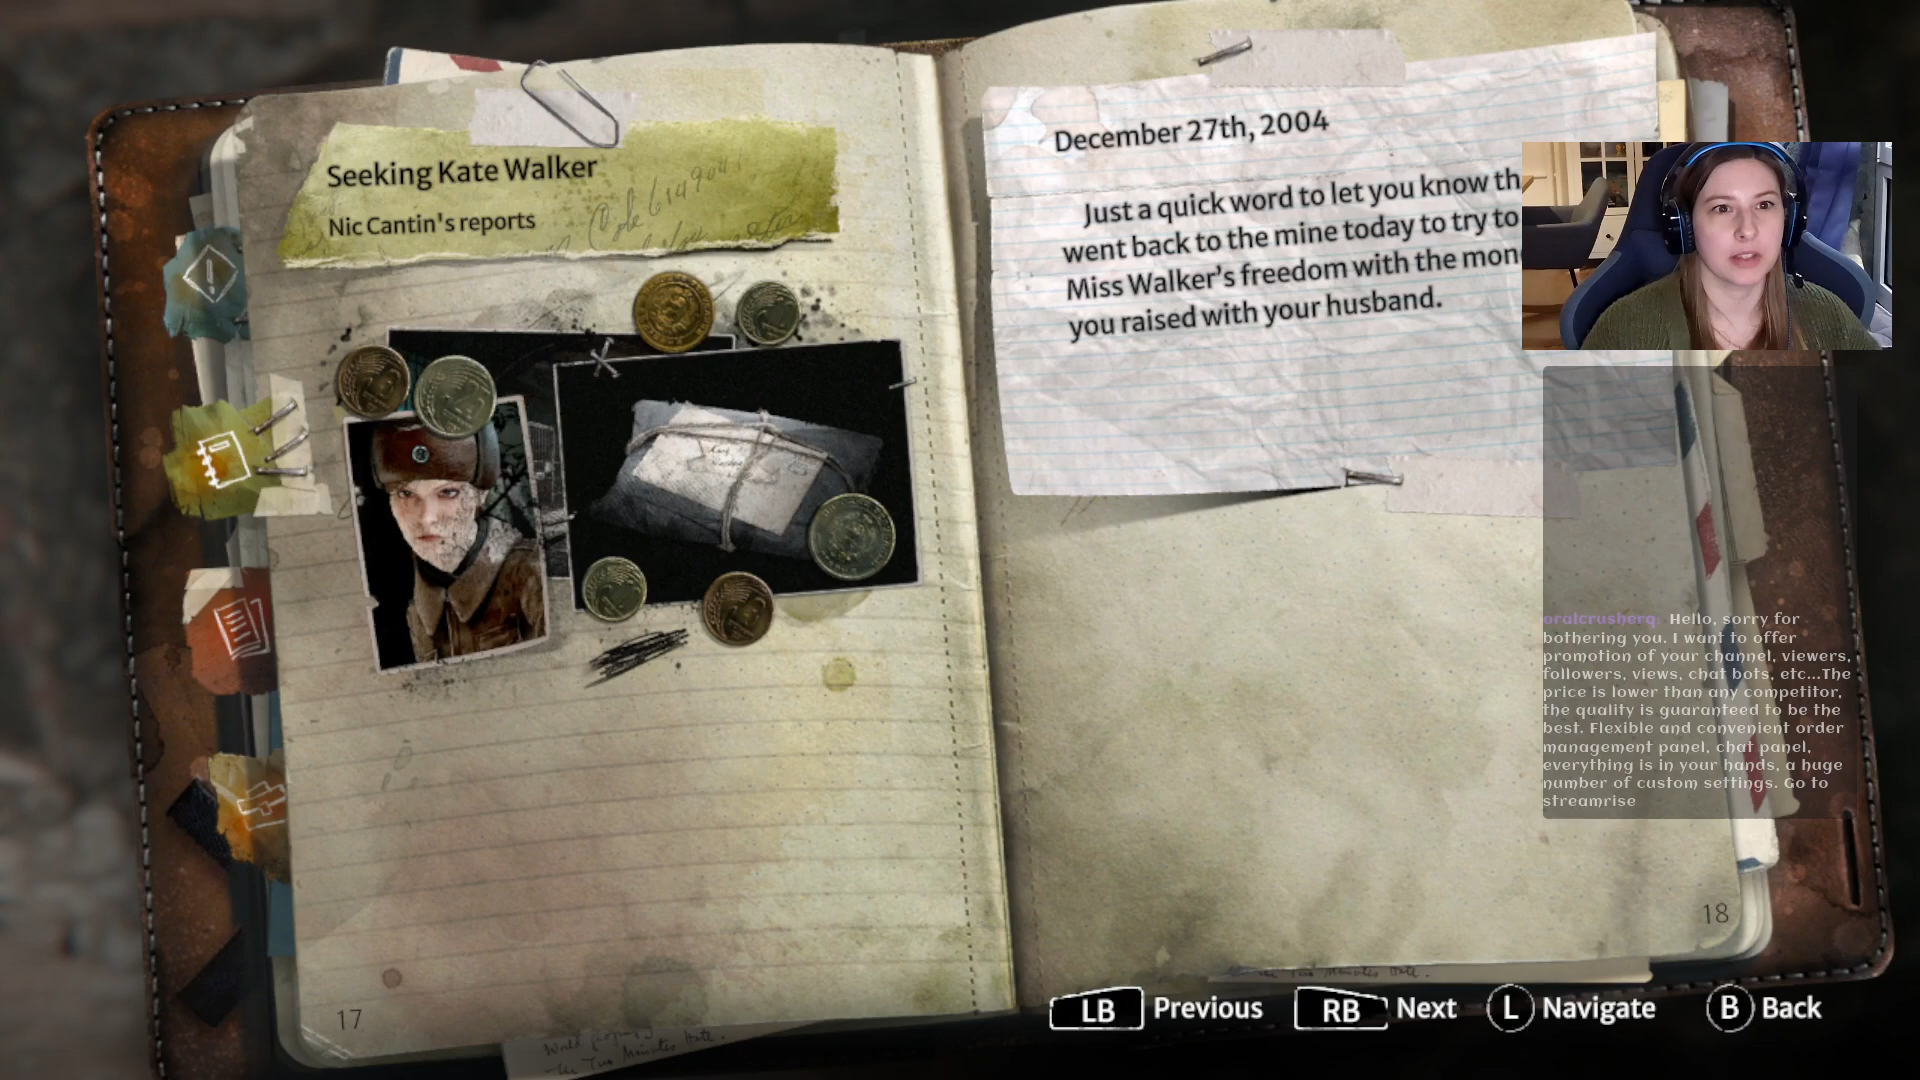 Seeking Kate Walker
Nic Cantin's reports
December 27th, 2004
Just a quick word to let you know th
went back to the mine today to try to
Miss Walker's freedom with the mon
you raised with your husband.
oralcrusherq: Hello, sorry for
bothering you. I want to offer
promotion of your channel, viewers,
followers, views, chat bots, etc...The
price is lower than any competitor,
the quality is guaranteed to be the
best. Flexible and convenient order
management panel, chat panel,
everything is in your hands, a huge
number of custom settings. Go to
streamrise
17
18
LB Previous RB Next L Navigate B Back
the Two Minutes Hate.